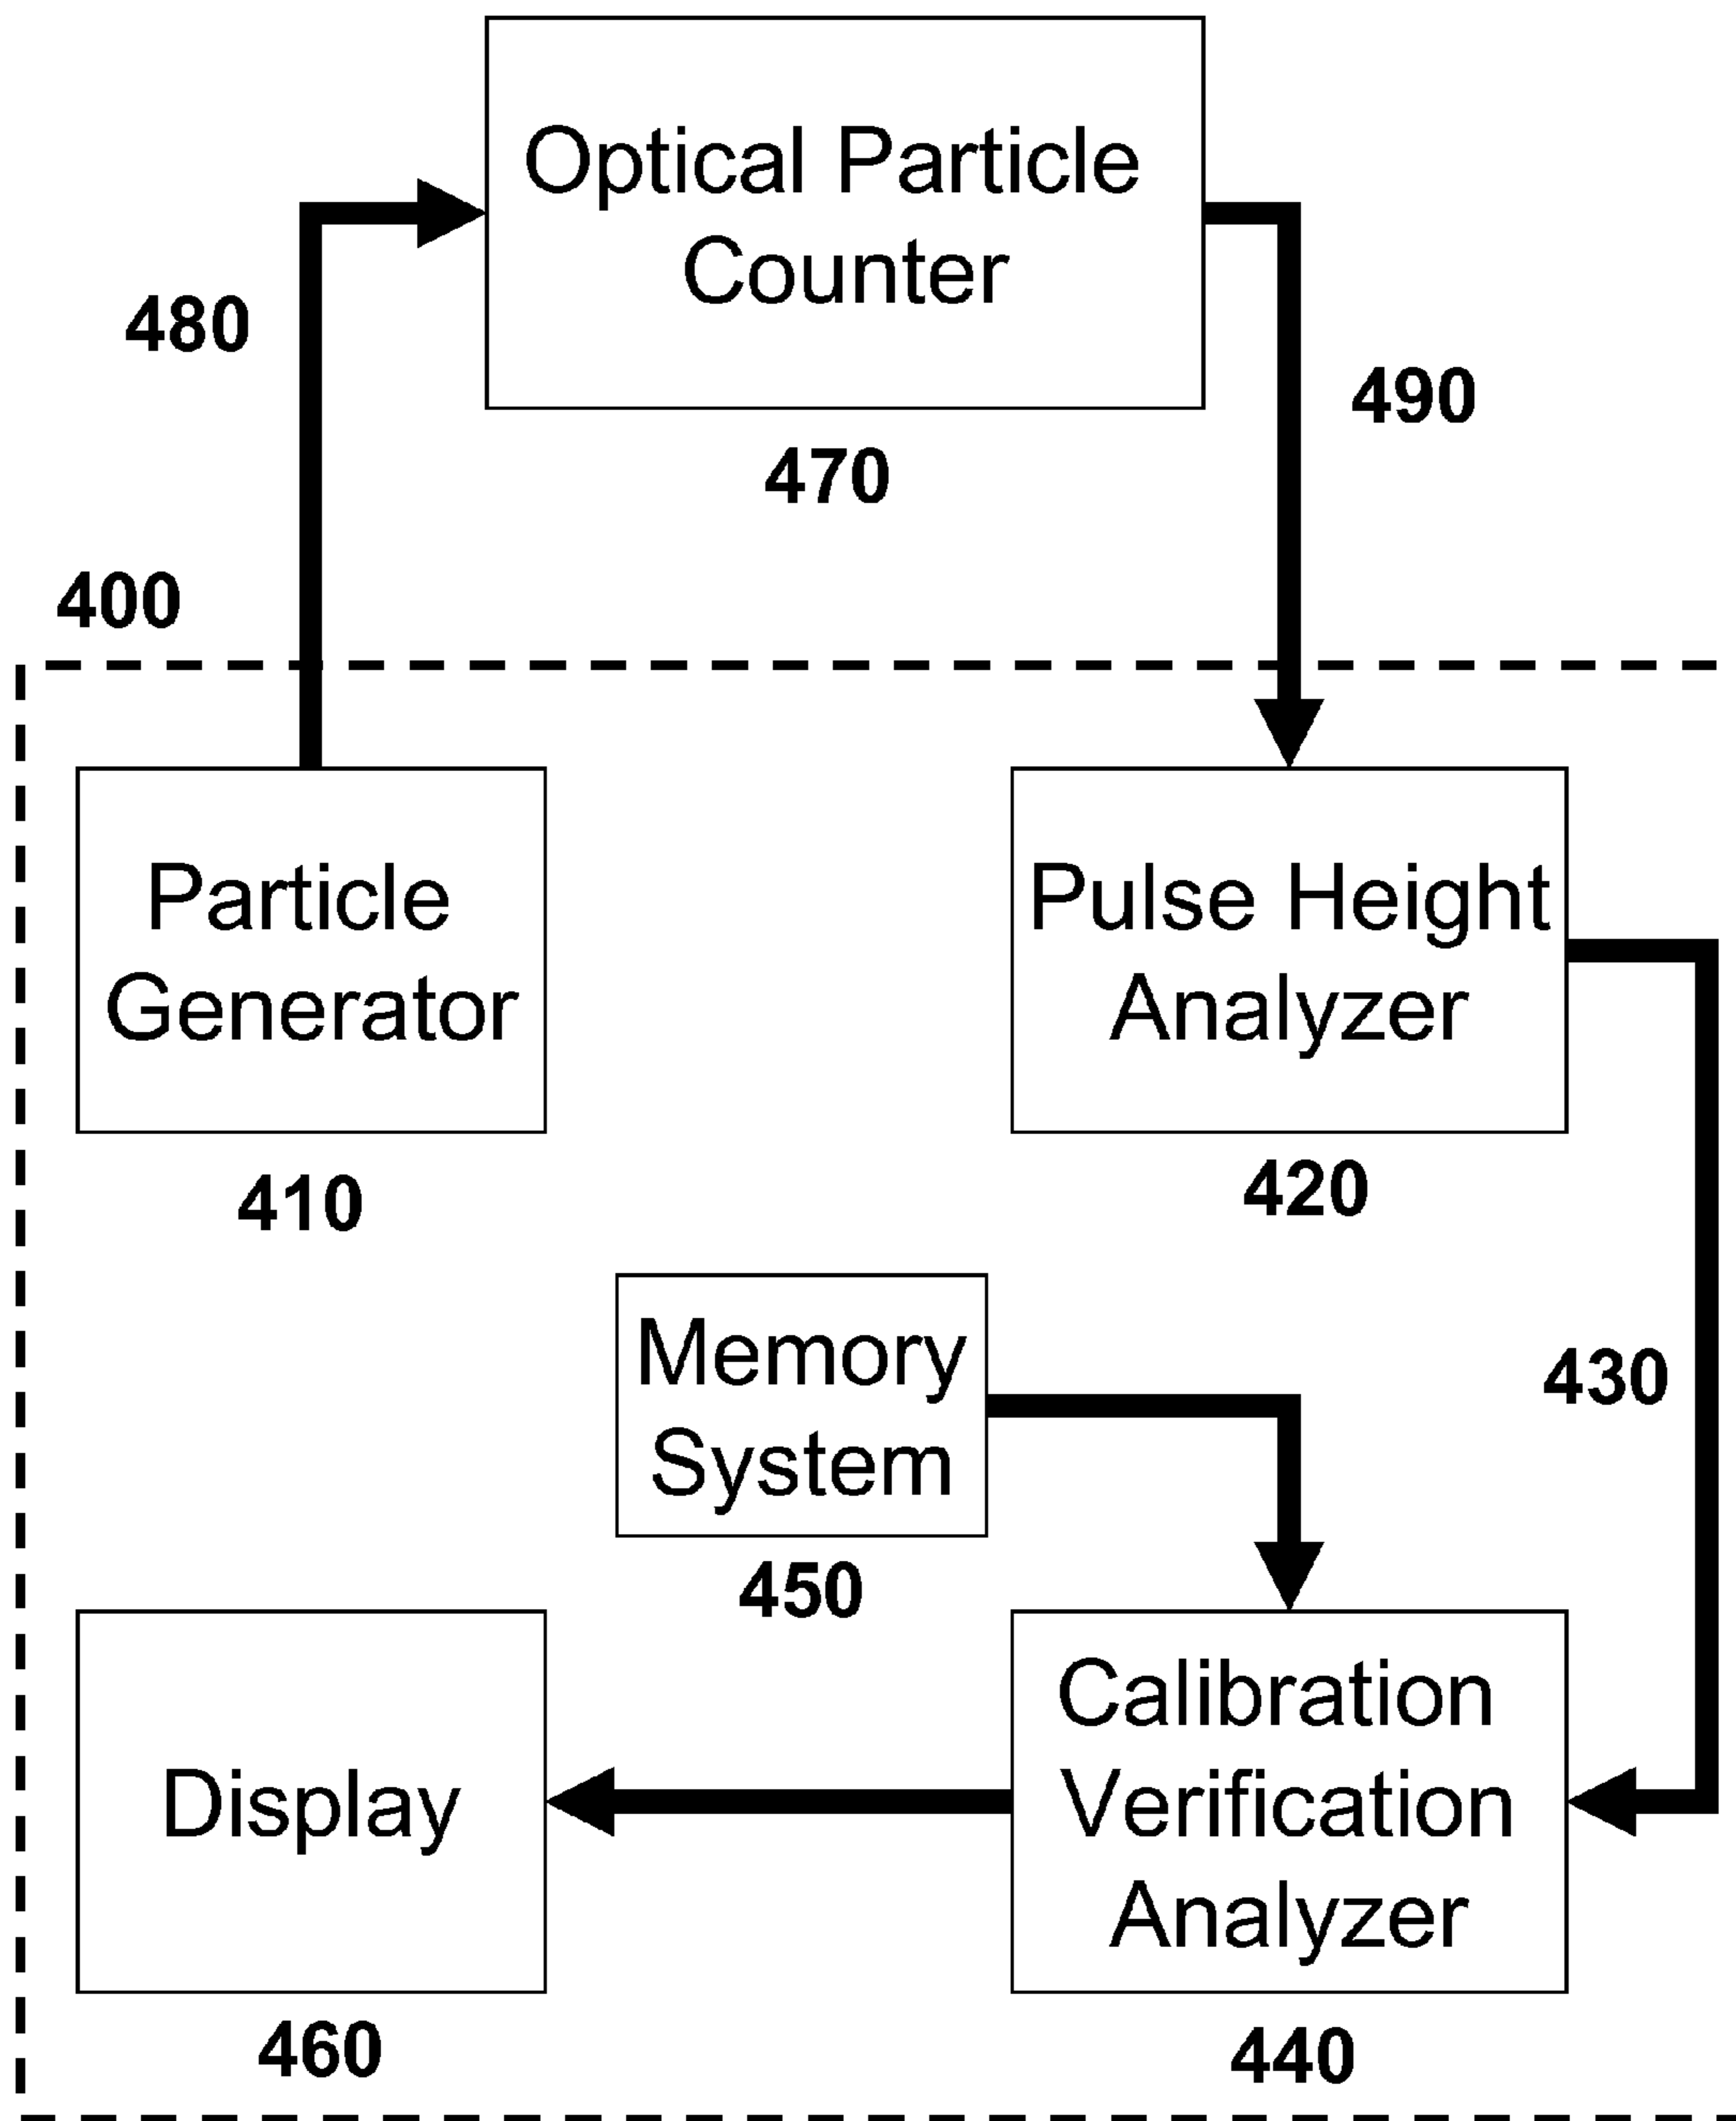 Optical Particle
Counter
480
490
470
400
Particle
Generator
Pulse Height
Analyzer
410
420
Memory
System
430
450
Calibration
Verification
Analyzer
Display
460
440